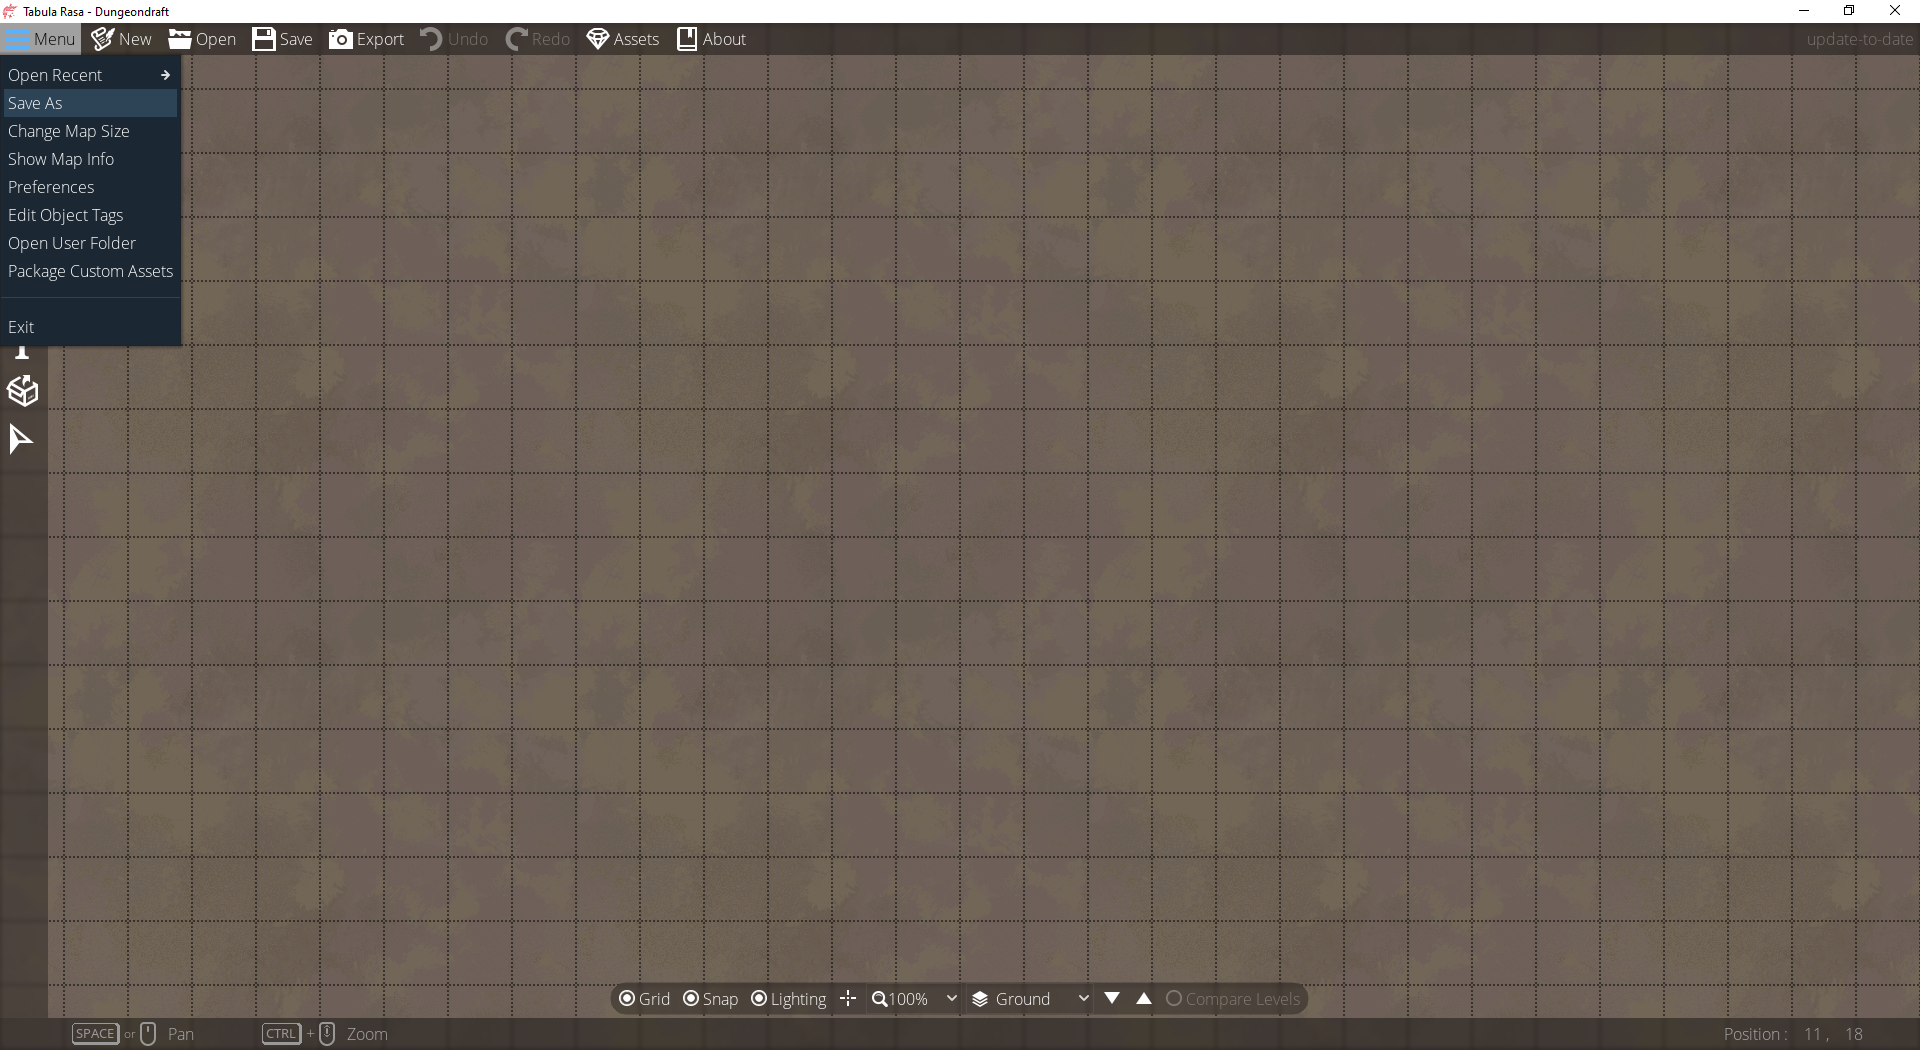 Tabula Rasa - Dungeondraft
Menu New Open Save Export Undo Redo Assets About update-to-date
Open Recent
Save As
Change Map Size
Show Map Info
Preferences
Edit Object Tags
Open User Folder
Package Custom Assets
Exit
Grid Snap Lighting 100% Ground Compare Levels
SPACE or Pan CTRL + Zoom Position : 11 , 18